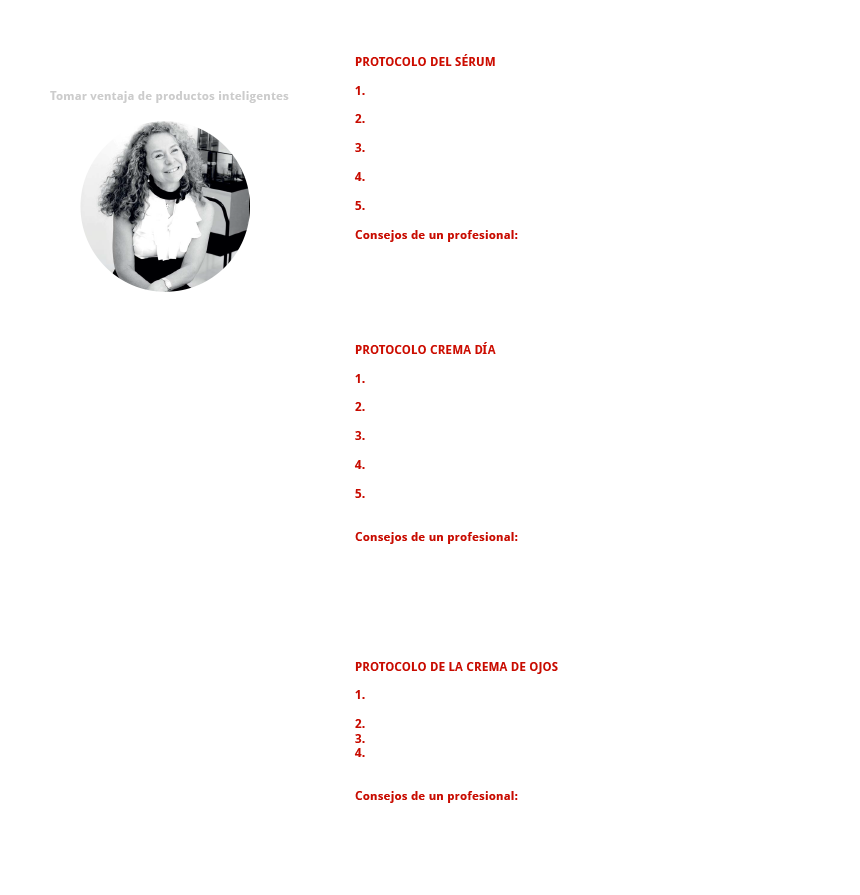 Tomar ventaja de productos inteligentes
PROTOCOLO DEL SÉRUM
1.
2.
3.
4.
5.
Consejos de un profesional:
PROTOCOLO CREMA DÍA
1.
2.
3.
4.
5.
Consejos de un profesional:
PROTOCOLO DE LA CREMA DE OJOS
1.
2.
3.
4.
Consejos de un profesional: